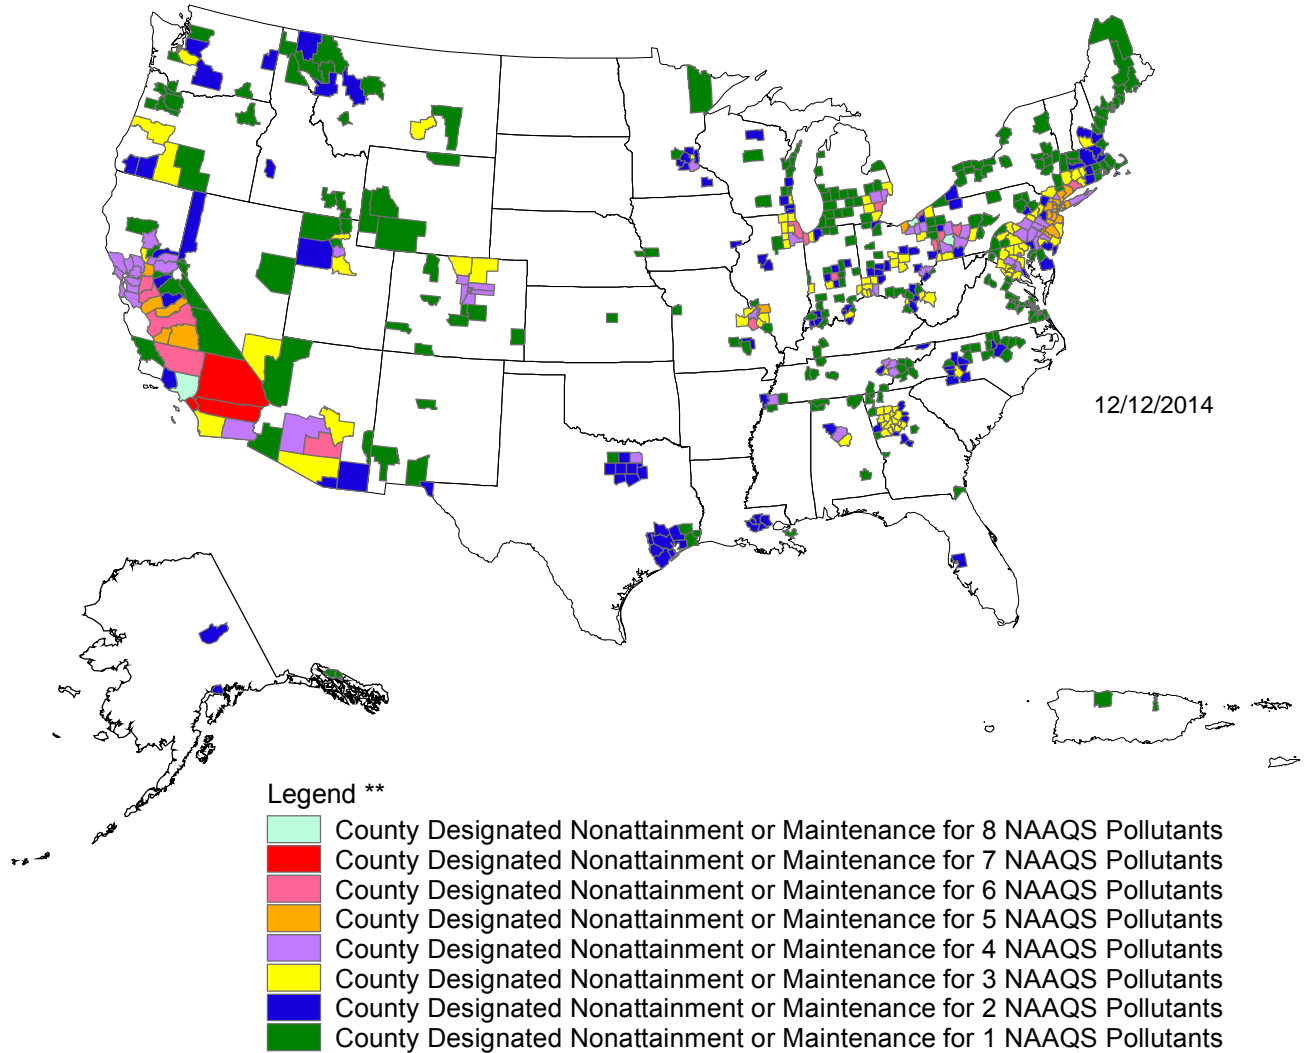 12/12/2014
Legend **
County Designated Nonattainment or Maintenance for 8 NAAQS Pollutants
County Designated Nonattainment or Maintenance for 7 NAAQS Pollutants
County Designated Nonattainment or Maintenance for 6 NAAQS Pollutants
County Designated Nonattainment or Maintenance for 5 NAAQS Pollutants
County Designated Nonattainment or Maintenance for 4 NAAQS Pollutants
County Designated Nonattainment or Maintenance for 3 NAAQS Pollutants
County Designated Nonattainment or Maintenance for 2 NAAQS Pollutants
County Designated Nonattainment or Maintenance for 1 NAAQS Pollutants